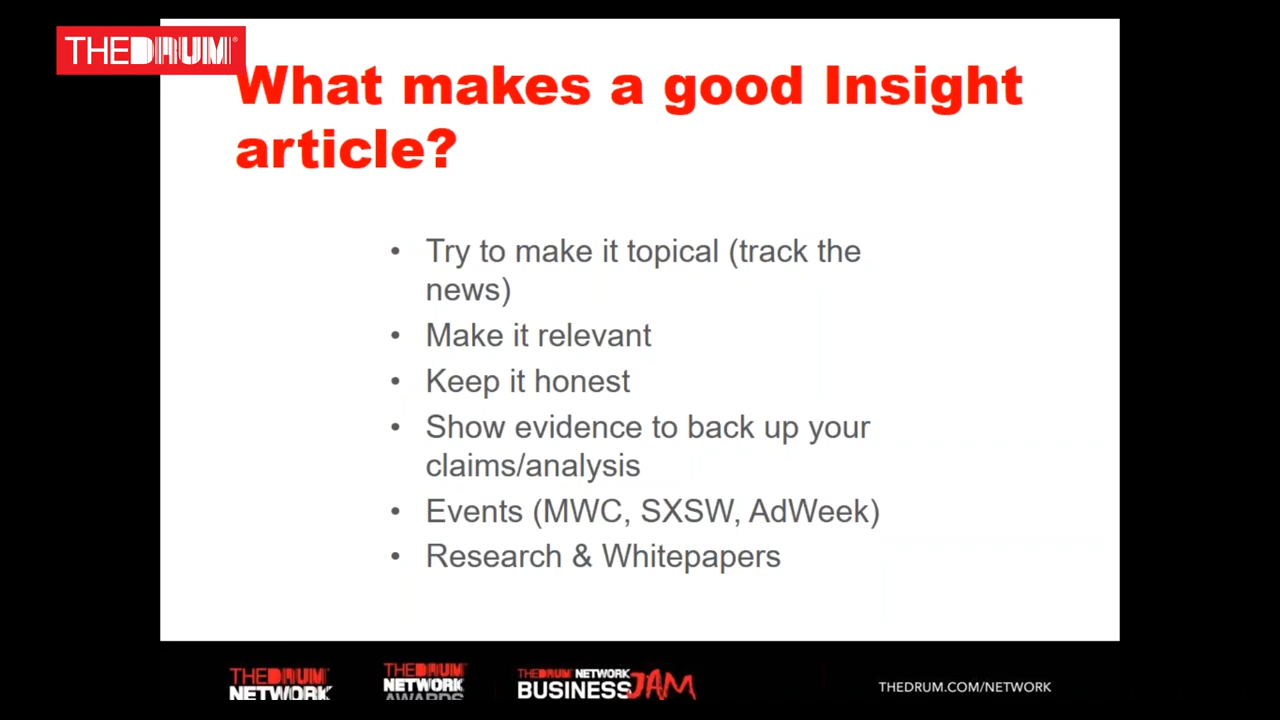 THEDRUM
What makes a good Insight
article?
• Try to make it topical (track the
news)
• Make it relevant
• Keep it honest
• Show evidence to back up your
claims/analysis
• Events (MWC, SXSW, AdWeek)
• Research & Whitepapers
THEDRUM
NETWORK
THEDRUM
NETWORK
AWARDS
THEDRUM NETWORK
BUSINESSJAM
THEDRUM.COM/NETWORK